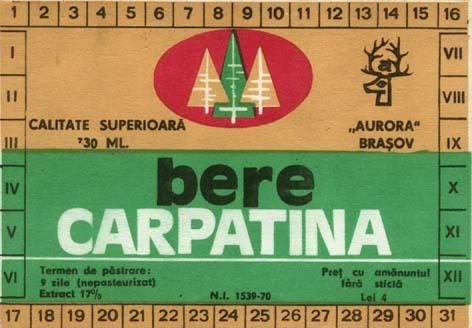 1 2 3 4 5 6 7 8 9 10 11 12 13 14 15 16
I VII
II VIII
CALITATE SUPERIOARĂ „AURORA“
730 ML. BRAȘOV
III IX
bere
IV X
CARPATINA
V XI
Termen de păstrare: Preț cu amănuntul
9 zile (nepasteurizat) fără sticlă
VI XII
Extract 17% N.I. 1539-70 Lei 4
17 18 19 20 21 22 23 24 25 26 27 28 29 30 31